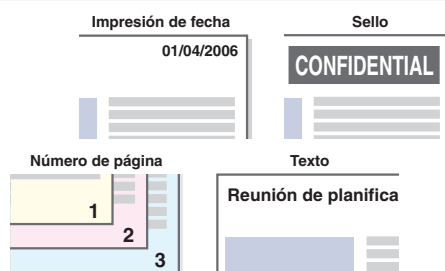 Impresión de fecha
Sello
01/04/2006
CONFIDENTIAL
Número de página
Texto
1
2
3
Reunión de planifica